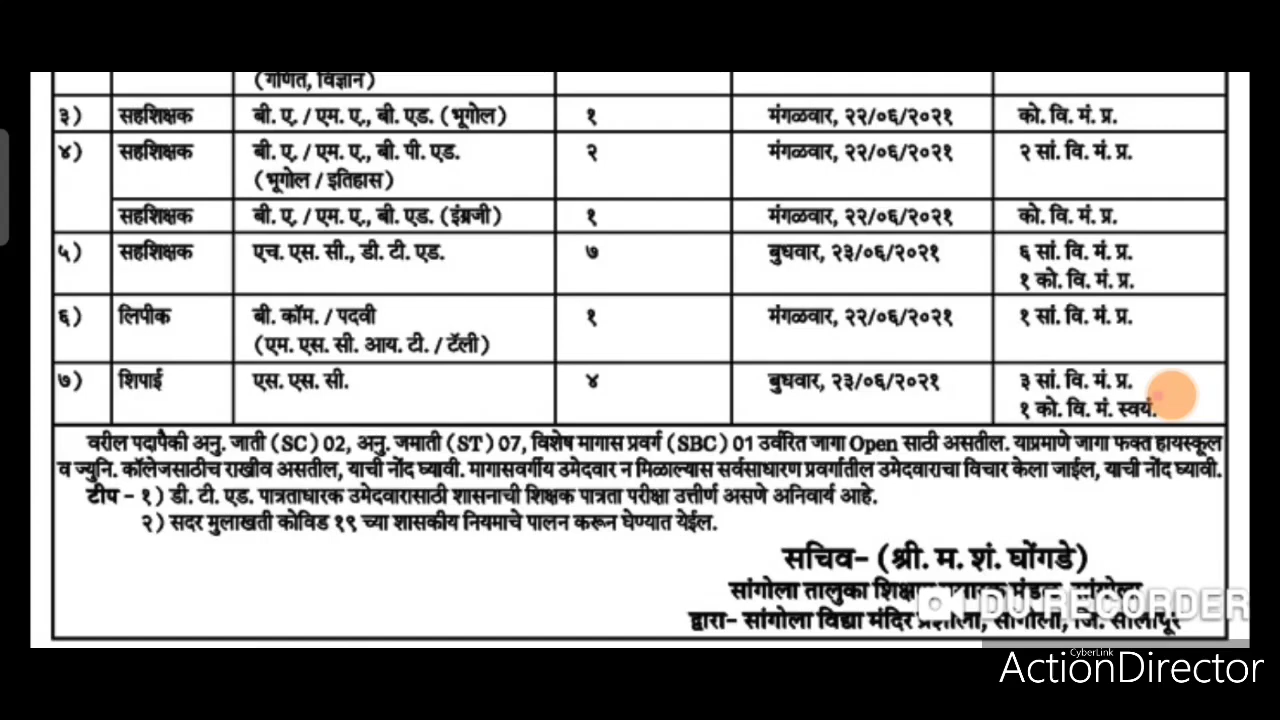 (गणित, विज्ञान)
३) सहशिक्षक बी. ए. / एम. ए., बी. एड. (भूगोल) १ मंगळवार, २२/०६/२०२१ को. वि. मं. प्र.
४) सहशिक्षक बी. ए. / एम. ए., बी. पी. एड. २ मंगळवार, २२/०६/२०२१ २ सां. वि. मं. प्र.
(भूगोल / इतिहास)
सहशिक्षक बी. ए. / एम. ए., बी. एड. (इंग्रजी) १ मंगळवार, २२/०६/२०२१ को. वि. मं. प्र.
५) सहशिक्षक एच. एस. सी., डी. टी. एड. ७ बुधवार, २३/०६/२०२१ ६ सां. वि. मं. प्र.
१ को. वि. मं. प्र.
६) लिपीक बी. कॉम. / पदवी १ मंगळवार, २२/०६/२०२१ १ सां. वि. मं. प्र.
(एम. एस. सी. आय. टी. / टॅली)
७) शिपाई एस. एस. सी. ४ बुधवार, २३/०६/२०२१ ३ सां. वि. मं. प्र.
१ को. वि. मं. स्वयं.
वरील पदापैकी अनु. जाती (SC) 02, अनु. जमाती (ST) 07, विशेष मागास प्रवर्ग (SBC) 01 उर्वरित जागा Open साठी असतील. याप्रमाणे जागा फक्त हायस्कूल
व ज्युनि. कॉलेजसाठीच राखीव असतील, याची नोंद घ्यावी. मागासवर्गीय उमेदवार न मिळाल्यास सर्वसाधारण प्रवर्गातील उमेदवाराचा विचार केला जाईल, याची नोंद घ्यावी.
टीप - १) डी. टी. एड. पात्रताधारक उमेदवारासाठी शासनाची शिक्षक पात्रता परीक्षा उत्तीर्ण असणे अनिवार्य आहे.
२) सदर मुलाखती कोविड १९ च्या शासकीय नियमाचे पालन करून घेण्यात येईल.
सचिव- (श्री. म. शं. घोंगडे)
सांगोला तालुका मंडळ, सांगोला
द्वारा- सांगोला विद्या मंदिर प्रशाला, सांगोला, जि. सोलापूर
DU RECORDER
CyberLink
ActionDirector